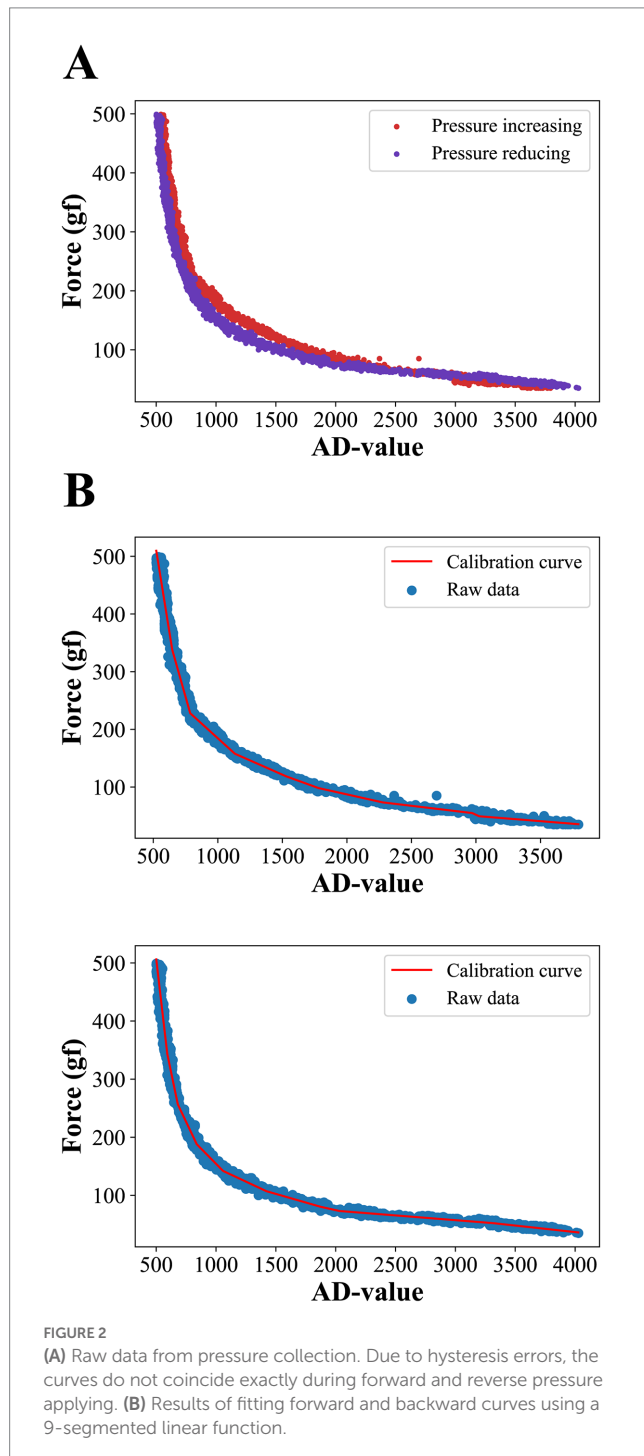 A
500
400
300
200
100
Force (gf)
Pressure increasing
Pressure reducing
500 1000 1500 2000 2500 3000 3500 4000
AD-value
B
500
400
300
200
100
Force (gf)
Calibration curve
Raw data
500 1000 1500 2000 2500 3000 3500
AD-value
500
400
300
200
100
Force (gf)
Calibration curve
Raw data
500 1000 1500 2000 2500 3000 3500 4000
AD-value
FIGURE 2
(A) Raw data from pressure collection. Due to hysteresis errors, the
curves do not coincide exactly during forward and reverse pressure
applying. (B) Results of fitting forward and backward curves using a
9-segmented linear function.